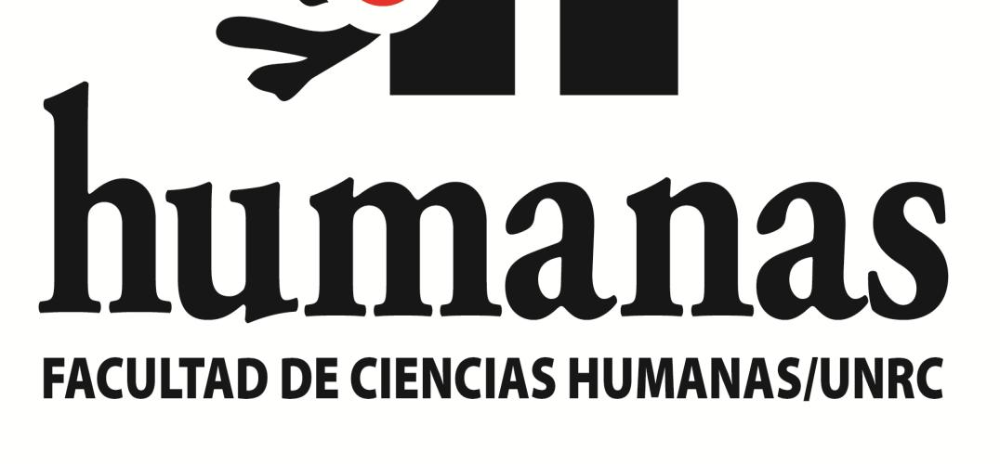 humanas
FACULTAD DE CIENCIAS HUMANAS/UNRC